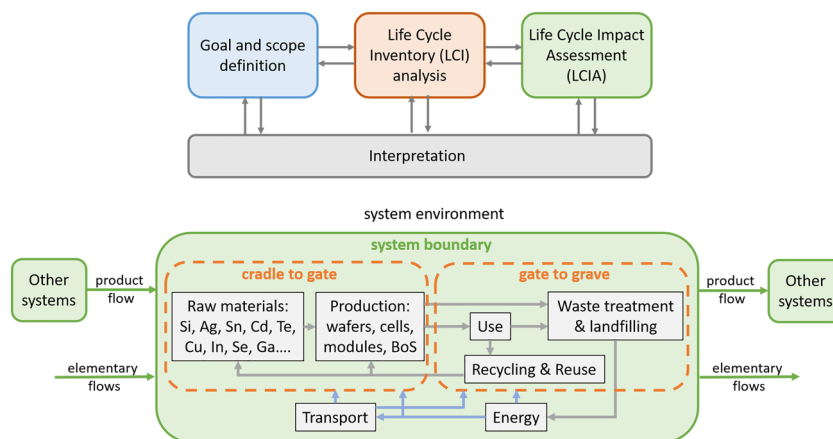 Goal and scope
definition
Life Cycle
Inventory (LCI)
analysis
Life Cycle Impact
Assessment
(LCIA)
Interpretation
system environment
system boundary
Other
systems
product
flow
elementary
flows
cradle to gate
Raw materials:
Si, Ag, Sn, Cd, Te,
Cu, In, Se, Ga....
Production:
wafers, cells,
modules, BoS
gate to grave
Use
Waste treatment
& landfilling
Recycling & Reuse
Transport
Energy
product
flow
Other
systems
elementary
flows